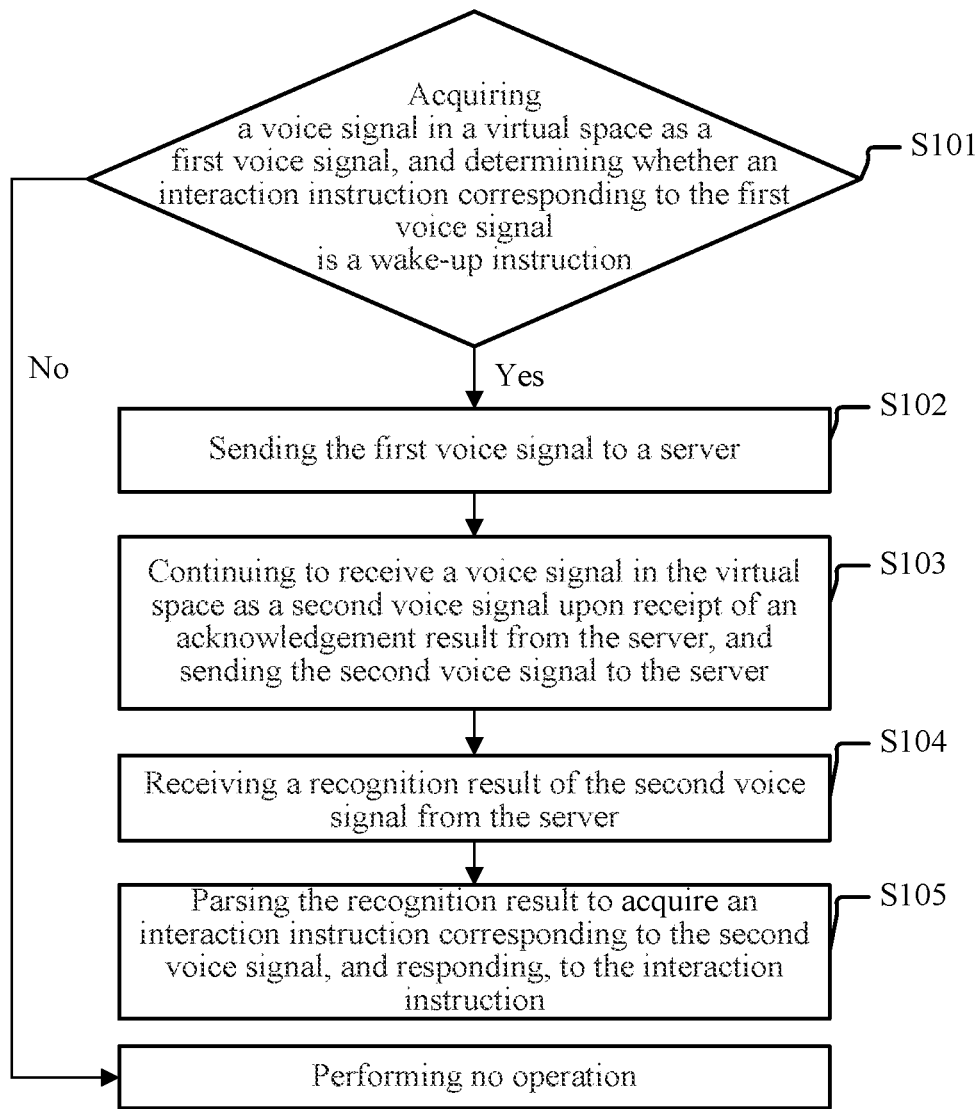 Acquiring
a voice signal in a virtual space as a
first voice signal, and determining whether an
interaction instruction corresponding to the first
voice signal
is a wake-up instruction
S101
No
Yes
S102
Sending the first voice signal to a server
S103
Continuing to receive a voice signal in the virtual
space as a second voice signal upon receipt of an
acknowledgement result from the server, and
sending the second voice signal to the server
S104
Receiving a recognition result of the second voice
signal from the server
S105
Parsing the recognition result to acquire an
interaction instruction corresponding to the second
voice signal, and responding, to the interaction
instruction
Performing no operation